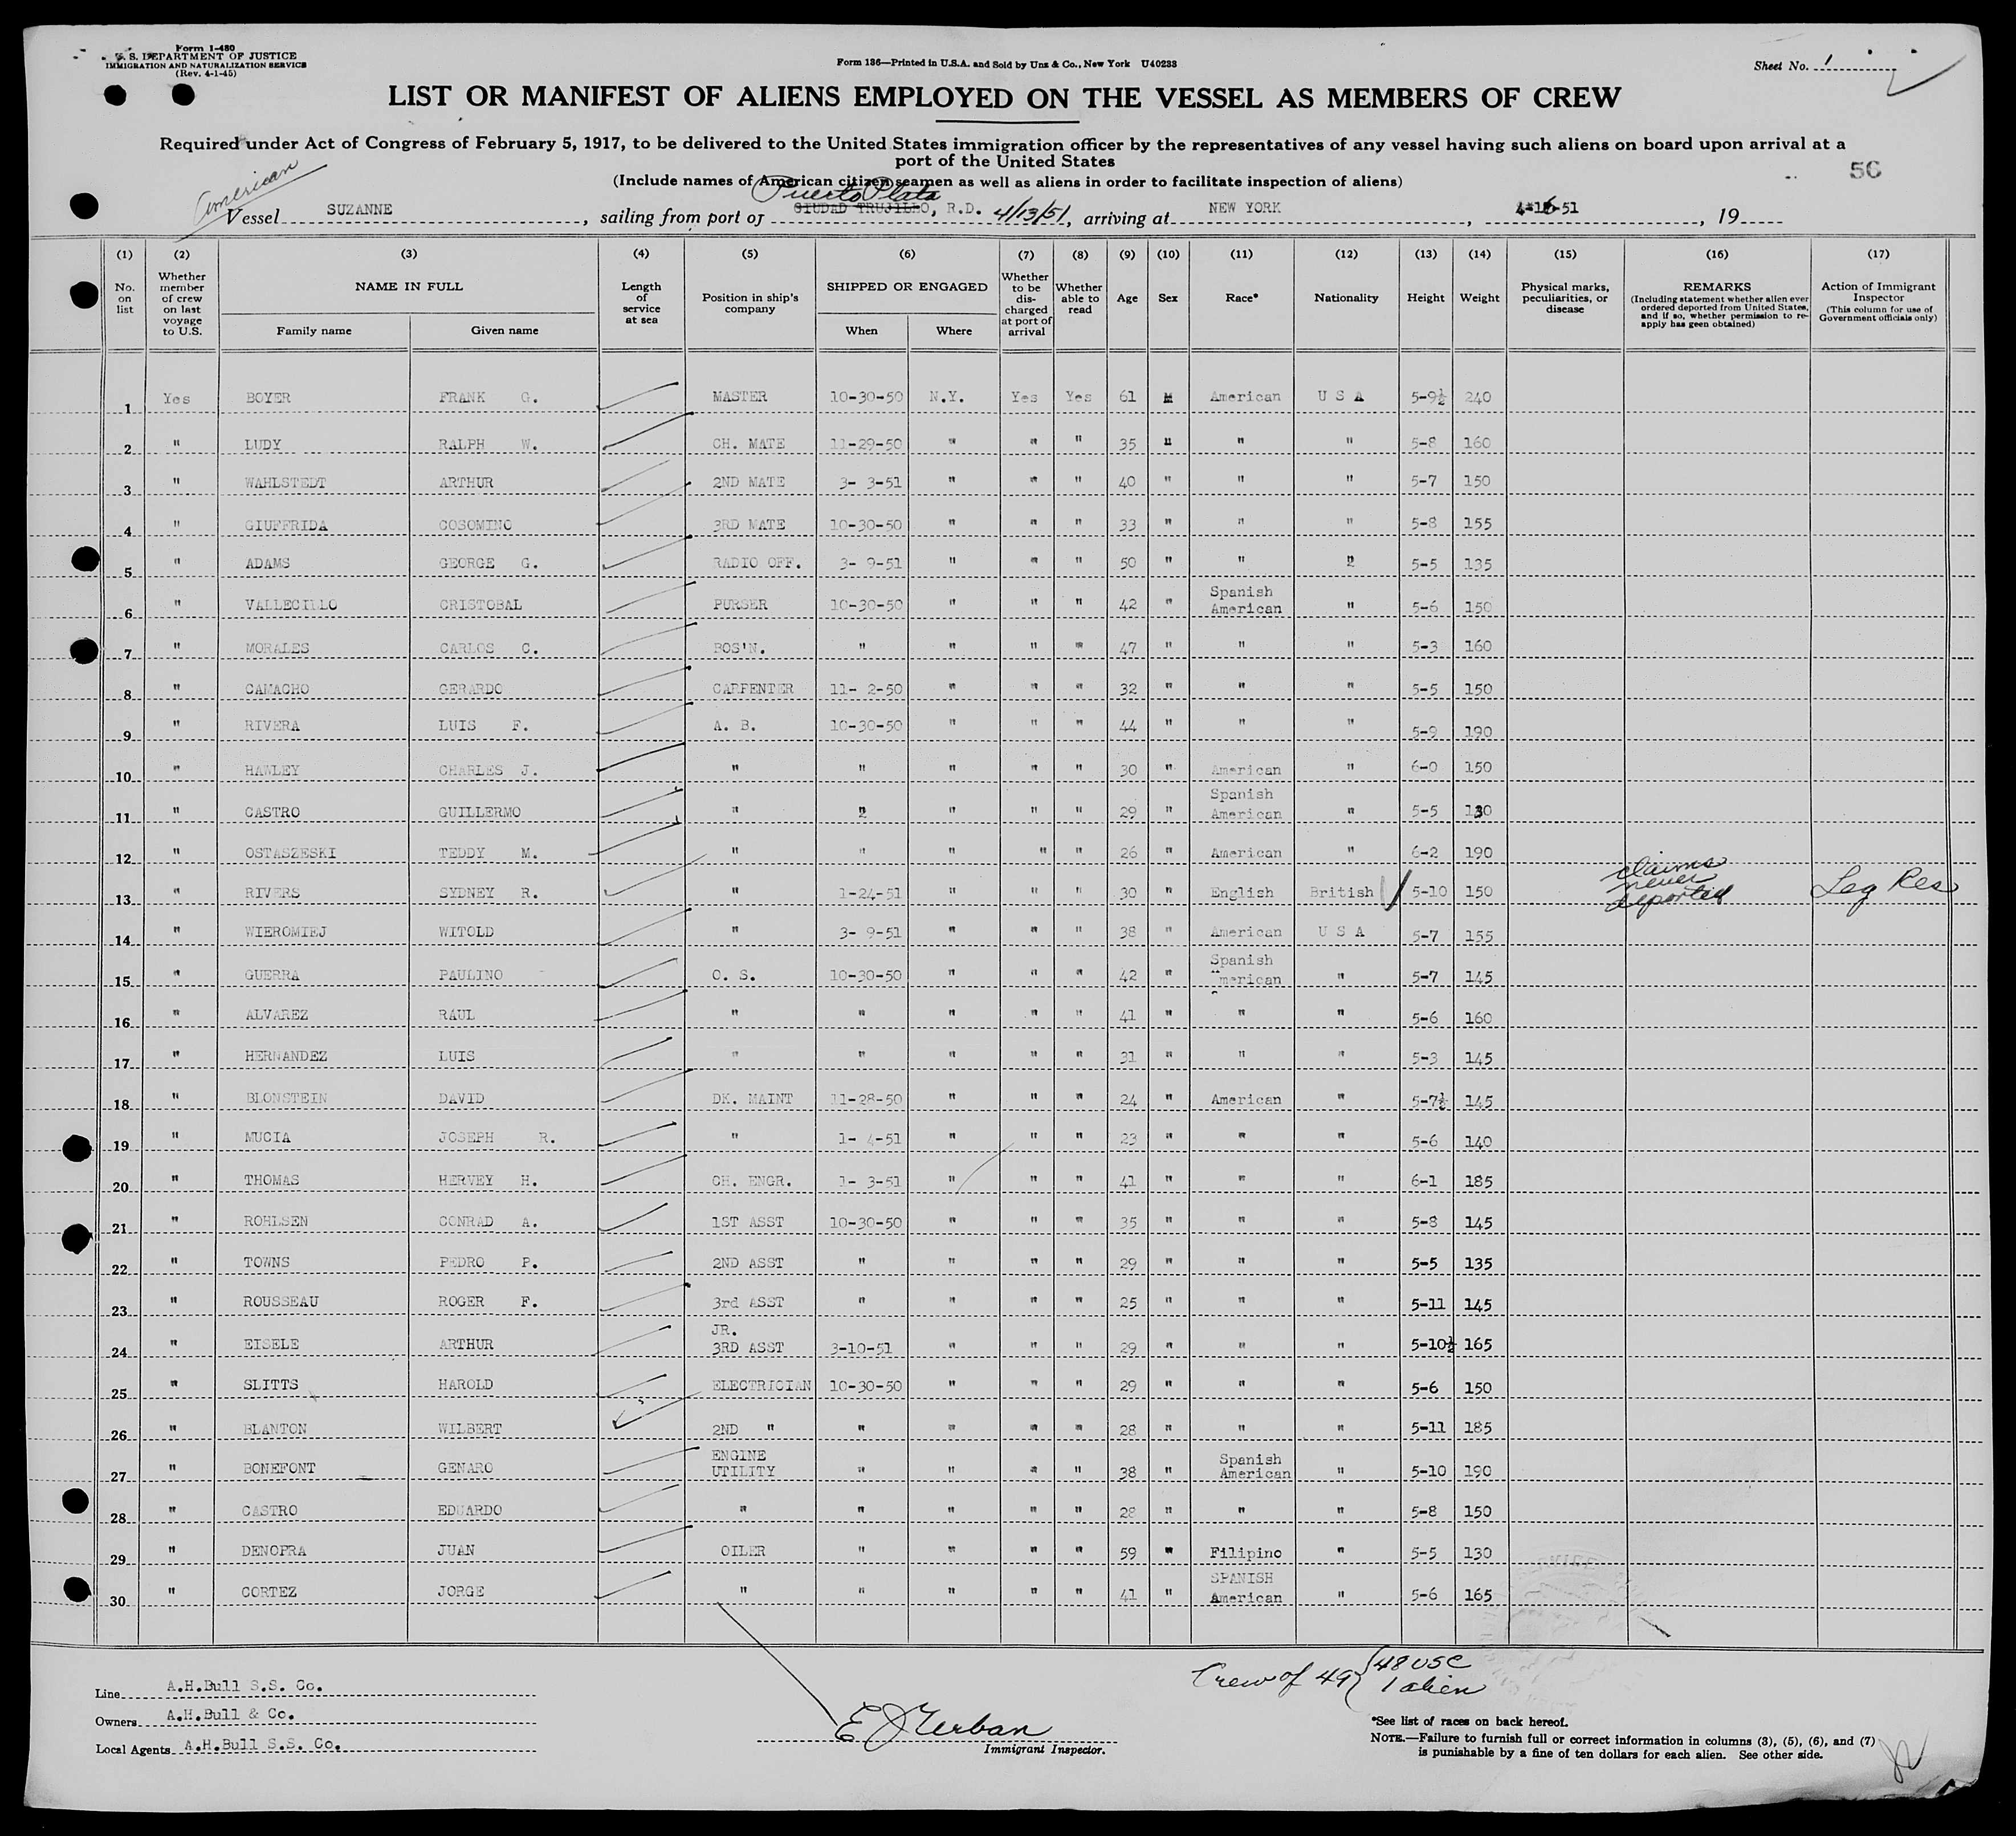 Form I-480
U. S. DEPARTMENT OF JUSTICE
IMMIGRATION AND NATURALIZATION SERVICE
(Rev. 4-1-45)
Form 186—Printed in U.S.A. and Sold by Unz & Co., New York U40233
Sheet No. 1
LIST OR MANIFEST OF ALIENS EMPLOYED ON THE VESSEL AS MEMBERS OF CREW
Required under Act of Congress of February 5, 1917, to be delivered to the United States immigration officer by the representatives of any vessel having such aliens on board upon arrival at a
port of the United States
(Include names of American citizen seamen as well as aliens in order to facilitate inspection of aliens)
56
American
Puerto Plata
Vessel SUZANNE, sailing from port of CIUDAD TRUJILLO, R.D. 4/13/51, arriving at NEW YORK, 4-16-51, 19
(1) (2) (3) (4) (5) (6) (7) (8) (9) (10) (11) (12) (13) (14) (15) (16) (17)
No. on list
Whether member of crew on last voyage to U.S.
NAME IN FULL
Family name
Given name
Length of service at sea
Position in ship's company
SHIPPED OR ENGAGED
When
Where
Whether to be discharged at port of arrival
Whether able to read
Age
Sex
Race*
Nationality
Height
Weight
Physical marks, peculiarities, or disease
REMARKS
(Including statement whether alien ever ordered deported from United States, and if so, whether permission to re-apply has geen obtained)
Action of Immigrant Inspector
(This column for use of Government officials only)
1 Yes BOYER FRANK G. MASTER 10-30-50 N.Y. Yes Yes 61 M American U S A 5-9½ 240
2 " LUDY RALPH W. CH. MATE 11-29-50 " " " 35 " " " 5-8 160
3 " WAHLSTEDT ARTHUR 2ND MATE 3- 3-51 " " " 40 " " " 5-7 150
4 " GIUFFRIDA COSOMINO 3RD MATE 10-30-50 " " " 33 " " " 5-8 155
5 " ADAMS GEORGE G. RADIO OFF. 3- 9-51 " " " 50 " " " 5-5 135
6 " VALLECILLO CRISTOBAL PURSER 10-30-50 " " " 42 " Spanish American " 5-6 150
7 " MORALES CARLOS C. BOS'N. " " " " 47 " " " 5-3 160
8 " CAMACHO GERARDO CARPENTER 11- 2-50 " " " 32 " " " 5-5 150
9 " RIVERA LUIS F. A. B. 10-30-50 " " " 44 " " " 5-9 190
10 " HAWLEY CHARLES J. " " " " " 30 " American " 6-0 150
11 " CASTRO GUILLERMO " " " " " 29 " Spanish American " 5-5 130
12 " OSTASZESKI TEDDY M. " " " " " 26 " American " 6-2 190
13 " RIVERS SYDNEY R. " 1-24-51 " " " 30 " English British 5-10 150 claims never deported Leg Res
14 " WIEROMIEJ WITOLD " 3- 9-51 " " " 38 " American U S A 5-7 155
15 " GUERRA PAULINO O. S. 10-30-50 " " " 42 " Spanish American " 5-7 145
16 " ALVAREZ RAUL " " " " " 41 " " " 5-6 160
17 " HERNANDEZ LUIS " " " " " 31 " " " 5-3 145
18 " BLONSTEIN DAVID DK. MAINT 11-28-50 " " " 24 " American " 5-7½ 145
19 " MUCIA JOSEPH R. " 1- 4-51 " " " 23 " " " 5-6 140
20 " THOMAS HERVEY H. CH. ENGR. 1- 3-51 " " " 41 " " " 6-1 185
21 " ROHLSEN CONRAD A. 1ST ASST 10-30-50 " " " 35 " " " 5-8 145
22 " TOWNS PEDRO P. 2ND ASST " " " " 29 " " " 5-5 135
23 " ROUSSEAU ROGER F. 3rd ASST " " " " 25 " " " 5-11 145
24 " EISELE ARTHUR JR. 3RD ASST 3-10-51 " " " 29 " " " 5-10½ 165
25 " SLITTS HAROLD ELECTRICIAN 10-30-50 " " " 29 " " " 5-6 150
26 " BLANTON WILBERT 2ND " " " " " 28 " " " 5-11 185
27 " BONEFONT GENARO ENGINE UTILITY " " " " 38 " Spanish American " 5-10 190
28 " CASTRO EDUARDO " " " " " 28 " " " 5-8 150
29 " DENOPRA JUAN OILER " " " " 59 " Filipino " 5-5 130
30 " CORTEZ JORGE " " " " " 41 " SPANISH American " 5-6 165
Line A.H.Bull S.S. Co.
Owners A.H.Bull & Co.
Local Agents A.H.Bull S.S. Co.
Immigrant Inspector.
Crew of 49 { 48 USC
1 alien
*See list of races on back hereof.
NOTE.—Failure to furnish full or correct information in columns (3), (5), (6), and (7)
is punishable by a fine of ten dollars for each alien. See other side.